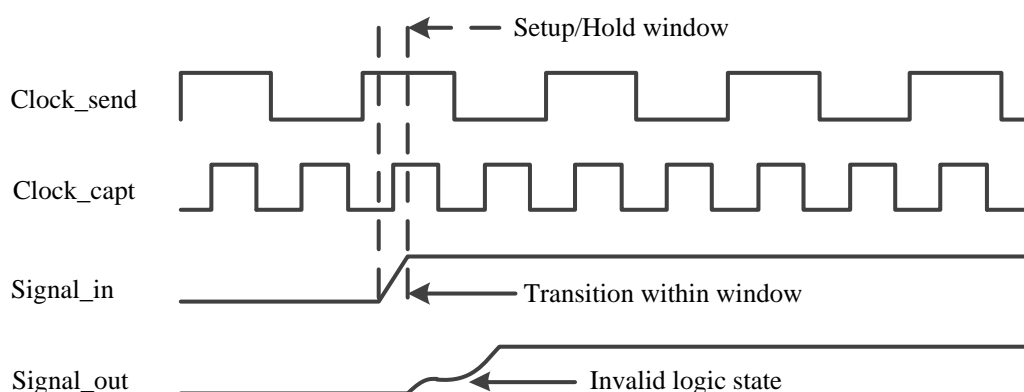 Setup/Hold window
Clock_send
Clock_capt
Signal_in
Transition within window
Signal_out
Invalid logic state